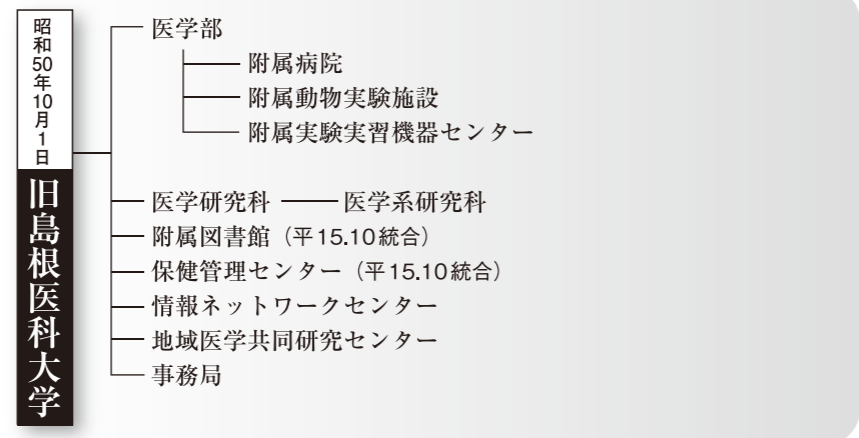 昭和50年10月1日
旧島根医科大学
医学部
附属病院
附属動物実験施設
附属実験実習機器センター
医学研究科 医学系研究科
附属図書館（平15.10統合）
保健管理センター（平15.10統合）
情報ネットワークセンター
地域医学共同研究センター
事務局